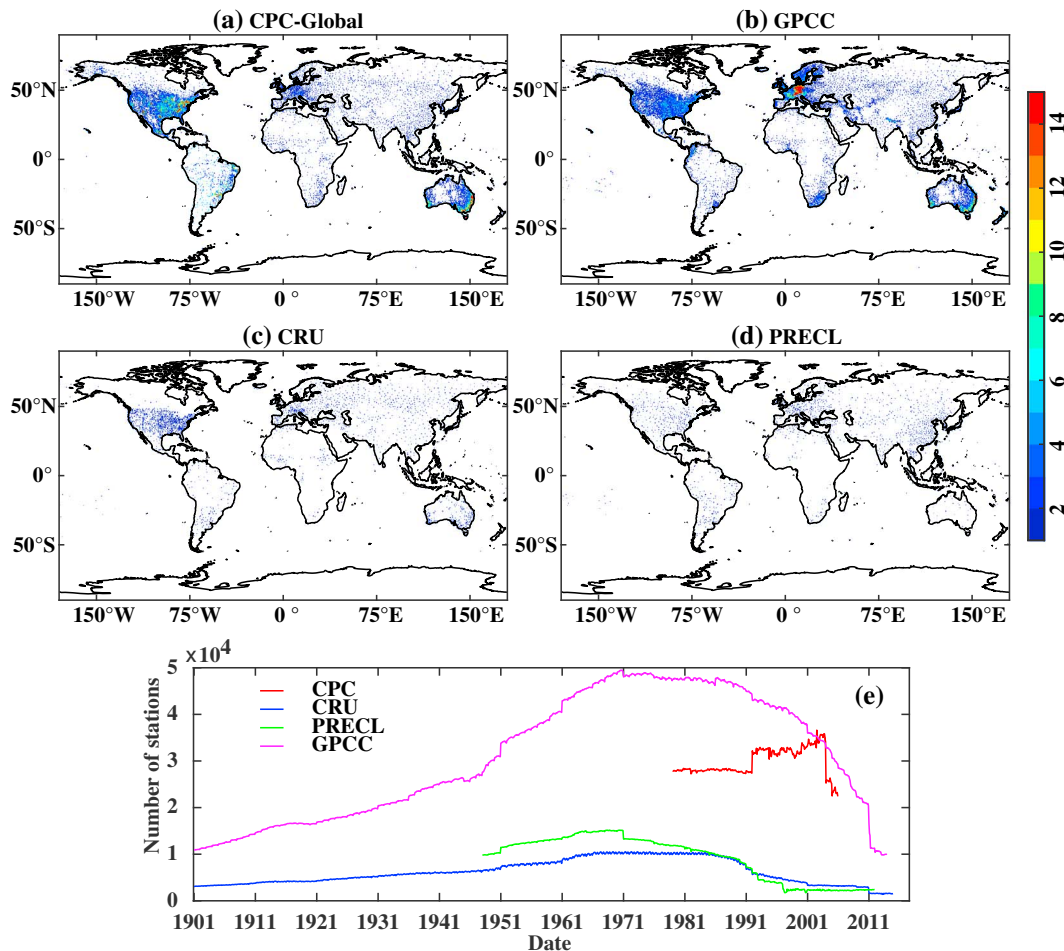 (a) CPC-Global
(b) GPCC
50°N
0°
50°S
150°W 75°W 0° 75°E 150°E
50°N
0°
50°S
150°W 75°W 0° 75°E 150°E
2 4 6 8 10 12 14
(c) CRU
(d) PRECL
50°N
0°
50°S
150°W 75°W 0° 75°E 150°E
50°N
0°
50°S
150°W 75°W 0° 75°E 150°E
×10⁴
5
4
3
2
1
0
Number of stations
CPC
CRU
PRECL
GPCC
(e)
1901 1911 1921 1931 1941 1951 1961 1971 1981 1991 2001 2011
Date